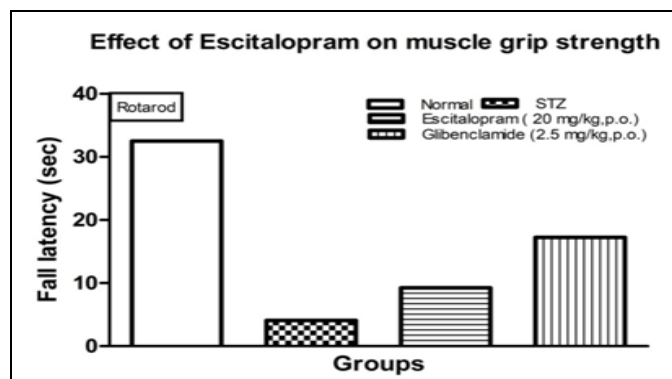 Effect of Escitalopram on muscle grip strength
40
30
20
10
0
Fall latency (sec)
Rotarod
Normal STZ
Escitalopram ( 20 mg/kg,p.o.)
Glibenclamide (2.5 mg/kg,p.o.)
Groups